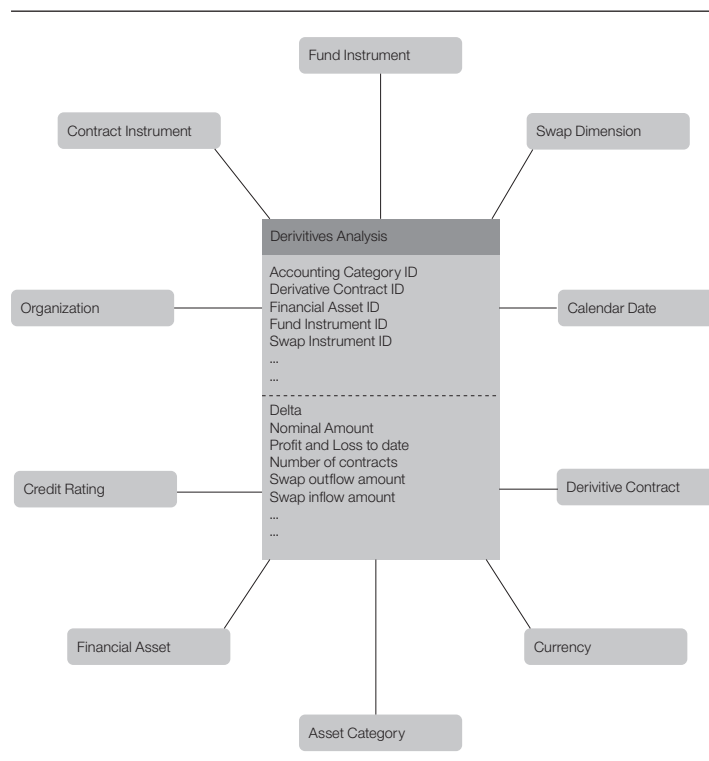 Fund Instrument
Contract Instrument
Swap Dimension
Derivitives Analysis
Accounting Category ID
Derivative Contract ID
Financial Asset ID
Fund Instrument ID
Swap Instrument ID
...
...
Organization
Calendar Date
Delta
Nominal Amount
Profit and Loss to date
Number of contracts
Swap outflow amount
Swap inflow amount
...
...
Credit Rating
Derivitive Contract
Financial Asset
Currency
Asset Category